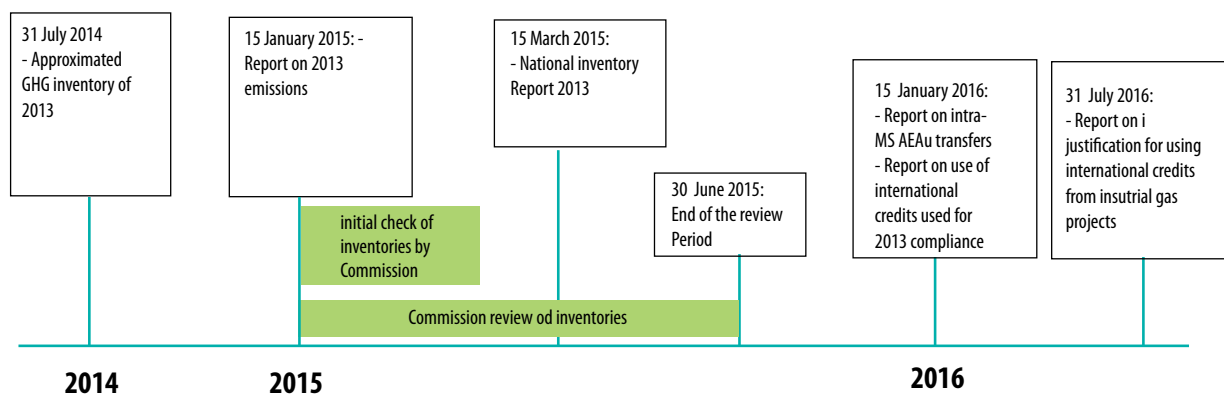 31 July 2014
- Approximated
GHG inventory of
2013
15 January 2015: -
Report on 2013
emissions
15 March 2015:
- National inventory
Report 2013
30 June 2015:
End of the review
Period
15 January 2016:
- Report on intra-
MS AEAu transfers
- Report on use of
international
credits used for
2013 compliance
31 July 2016:
- Report on i
justification for using
international credits
from insutrial gas
projects
initial check of
inventories by
Commission
Commission review od inventories
2014
2015
2016